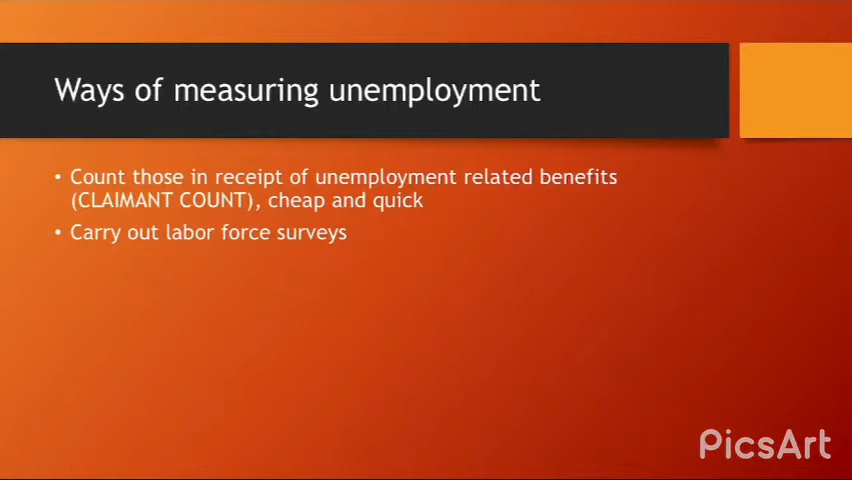 Ways of measuring unemployment
• Count those in receipt of unemployment related benefits
(CLAIMANT COUNT), cheap and quick
• Carry out labor force surveys
PicsArt